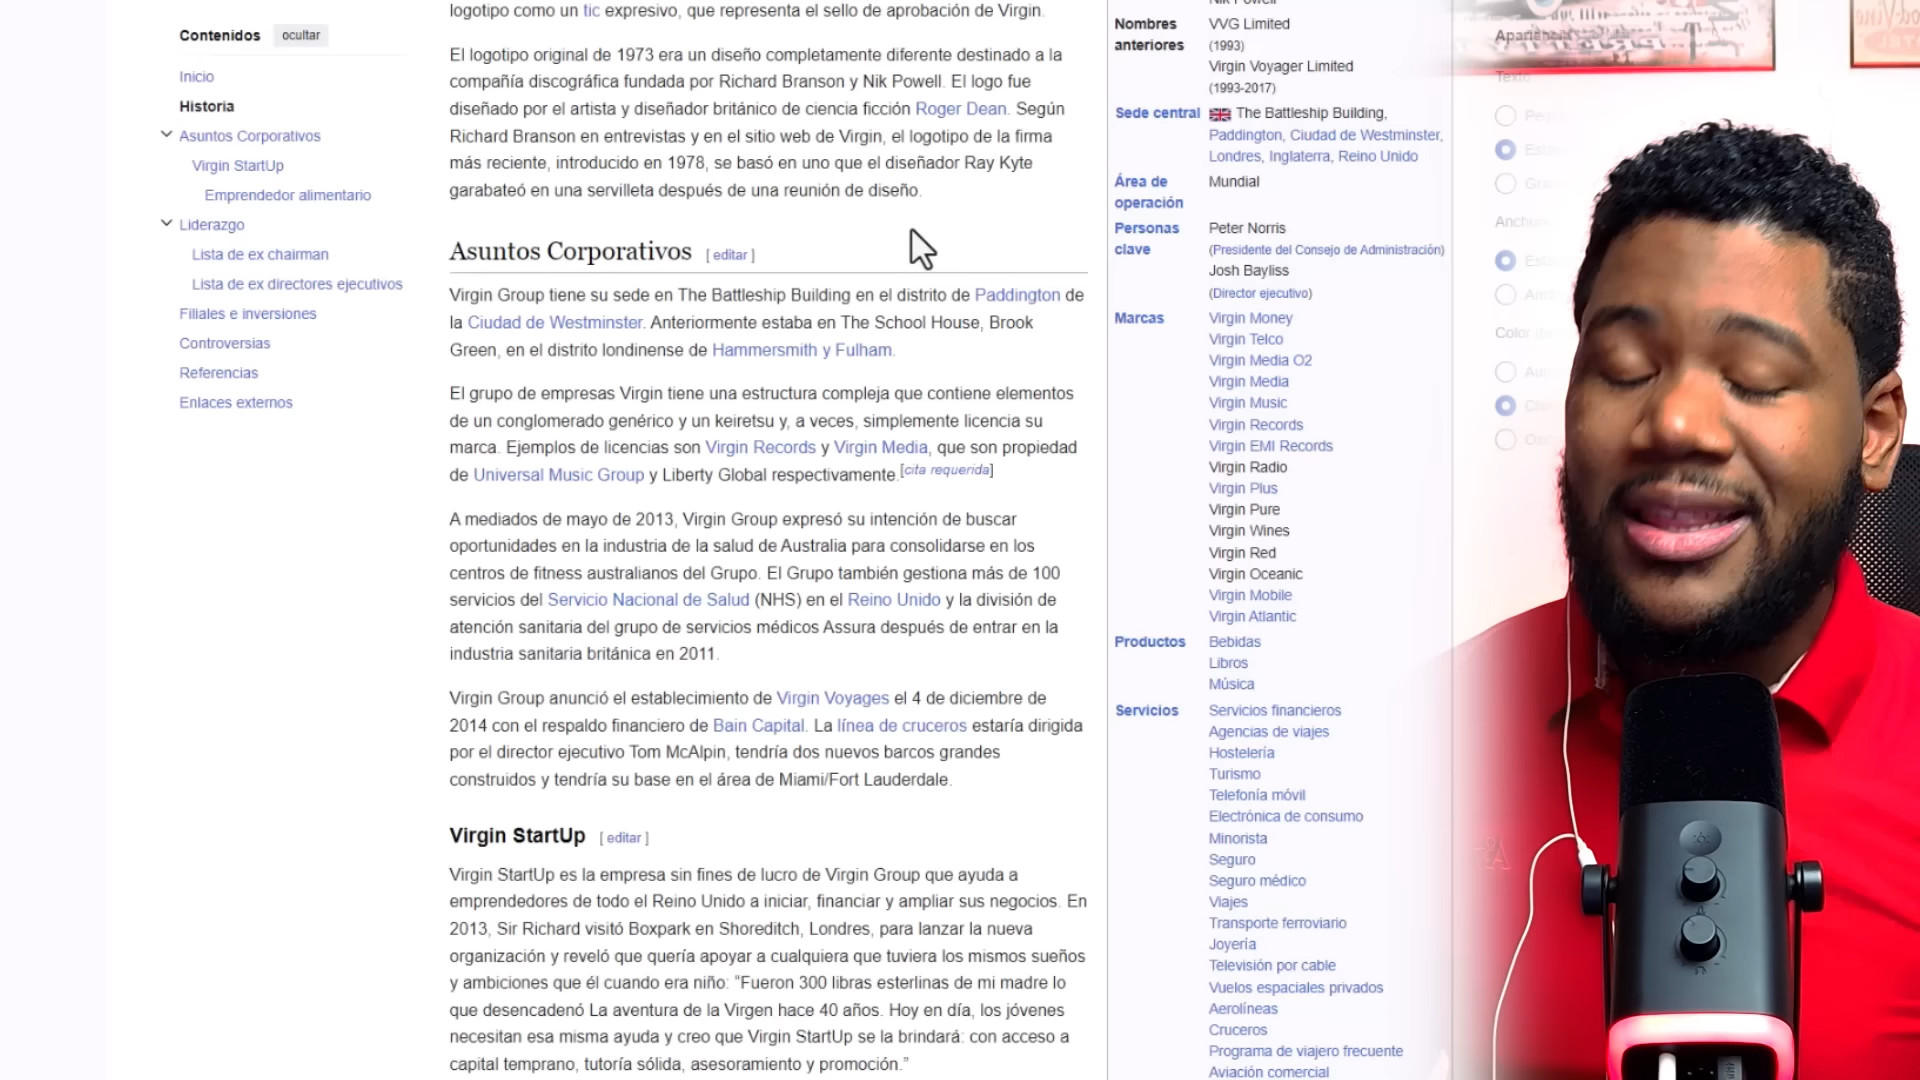 Contenidos ocultar
Inicio
Historia
Asuntos Corporativos
Virgin StartUp
Emprendedor alimentario
Liderazgo
Lista de ex chairman
Lista de ex directores ejecutivos
Filiales e inversiones
Controversias
Referencias
Enlaces externos
logotipo como un tic expresivo, que representa el sello de aprobación de Virgin.
El logotipo original de 1973 era un diseño completamente diferente destinado a la
compañía discográfica fundada por Richard Branson y Nik Powell. El logo fue
diseñado por el artista y diseñador británico de ciencia ficción Roger Dean. Según
Richard Branson en entrevistas y en el sitio web de Virgin, el logotipo de la firma
más reciente, introducido en 1978, se basó en uno que el diseñador Ray Kyte
garabateó en una servilleta después de una reunión de diseño.
Asuntos Corporativos [ editar ]
Virgin Group tiene su sede en The Battleship Building en el distrito de Paddington de
la Ciudad de Westminster. Anteriormente estaba en The School House, Brook
Green, en el distrito londinense de Hammersmith y Fulham.
El grupo de empresas Virgin tiene una estructura compleja que contiene elementos
de un conglomerado genérico y un keiretsu y, a veces, simplemente licencia su
marca. Ejemplos de licencias son Virgin Records y Virgin Media, que son propiedad
de Universal Music Group y Liberty Global respectivamente.[cita requerida]
A mediados de mayo de 2013, Virgin Group expresó su intención de buscar
oportunidades en la industria de la salud de Australia para consolidarse en los
centros de fitness australianos del Grupo. El Grupo también gestiona más de 100
servicios del Servicio Nacional de Salud (NHS) en el Reino Unido y la división de
atención sanitaria del grupo de servicios médicos Assura después de entrar en la
industria sanitaria británica en 2011.
Virgin Group anunció el establecimiento de Virgin Voyages el 4 de diciembre de
2014 con el respaldo financiero de Bain Capital. La línea de cruceros estaría dirigida
por el director ejecutivo Tom McAlpin, tendría dos nuevos barcos grandes
construidos y tendría su base en el área de Miami/Fort Lauderdale.
Virgin StartUp [ editar ]
Virgin StartUp es la empresa sin fines de lucro de Virgin Group que ayuda a
emprendedores de todo el Reino Unido a iniciar, financiar y ampliar sus negocios. En
2013, Sir Richard visitó Boxpark en Shoreditch, Londres, para lanzar la nueva
organización y reveló que quería apoyar a cualquiera que tuviera los mismos sueños
y ambiciones que él cuando era niño: “Fueron 300 libras esterlinas de mi madre lo
que desencadenó La aventura de la Virgen hace 40 años. Hoy en día, los jóvenes
necesitan esa misma ayuda y creo que Virgin StartUp se la brindará: con acceso a
capital temprano, tutoría sólida, asesoramiento y promoción.”
Nik Powell
Nombres anteriores
VVG Limited
(1993)
Virgin Voyager Limited
(1993-2017)
Sede central
The Battleship Building,
Paddington, Ciudad de Westminster,
Londres, Inglaterra, Reino Unido
Área de operación
Mundial
Personas clave
Peter Norris
(Presidente del Consejo de Administración)
Josh Bayliss
(Director ejecutivo)
Marcas
Virgin Money
Virgin Telco
Virgin Media O2
Virgin Media
Virgin Music
Virgin Records
Virgin EMI Records
Virgin Radio
Virgin Plus
Virgin Pure
Virgin Wines
Virgin Red
Virgin Oceanic
Virgin Mobile
Virgin Atlantic
Productos
Bebidas
Libros
Música
Servicios
Servicios financieros
Agencias de viajes
Hostelería
Turismo
Telefonía móvil
Electrónica de consumo
Minorista
Seguro
Seguro médico
Viajes
Transporte ferroviario
Joyería
Televisión por cable
Vuelos espaciales privados
Aerolíneas
Cruceros
Programa de viajero frecuente
Aviación comercial
Apariencia
Texto